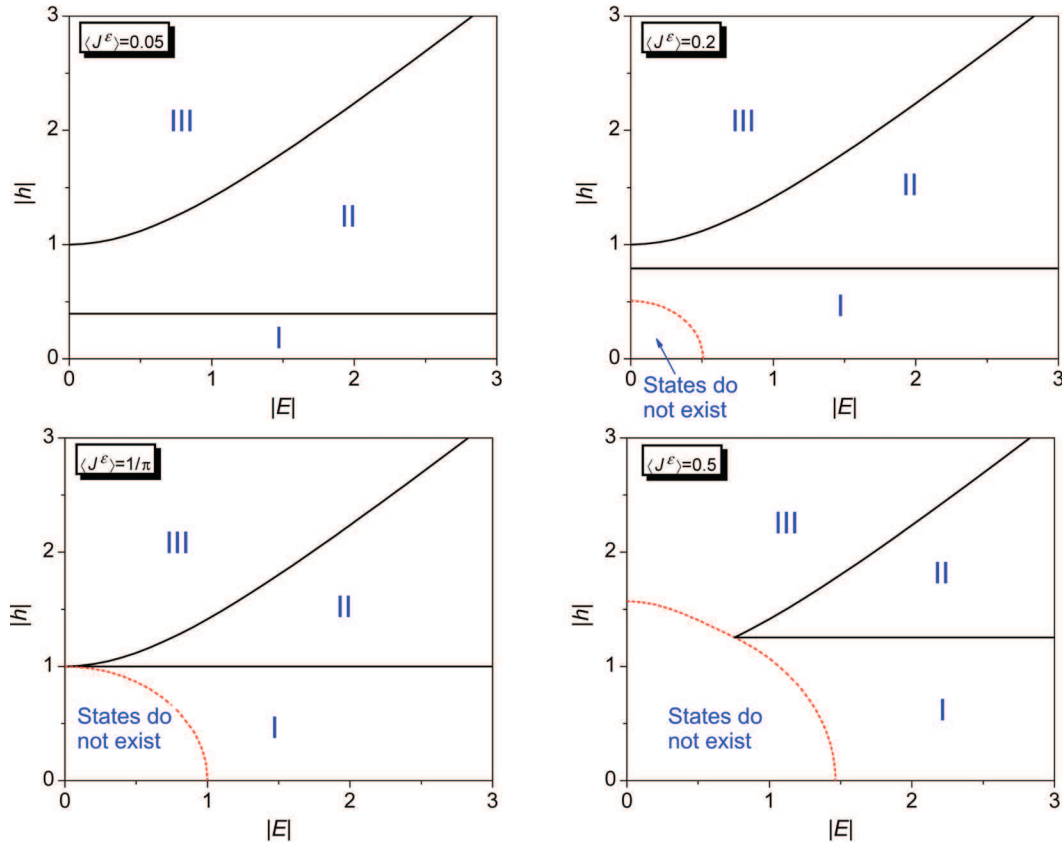 ⟨J^ε⟩=0.05
3
2
1
0
|h|
III
II
I
0
1
2
3
|E|
⟨J^ε⟩=0.2
3
2
1
0
|h|
III
II
I
States do
not exist
0
1
2
3
|E|
⟨J^ε⟩=1/π
3
2
1
0
|h|
III
II
I
States do
not exist
0
1
2
3
|E|
⟨J^ε⟩=0.5
3
2
1
0
|h|
III
II
I
States do
not exist
0
1
2
3
|E|